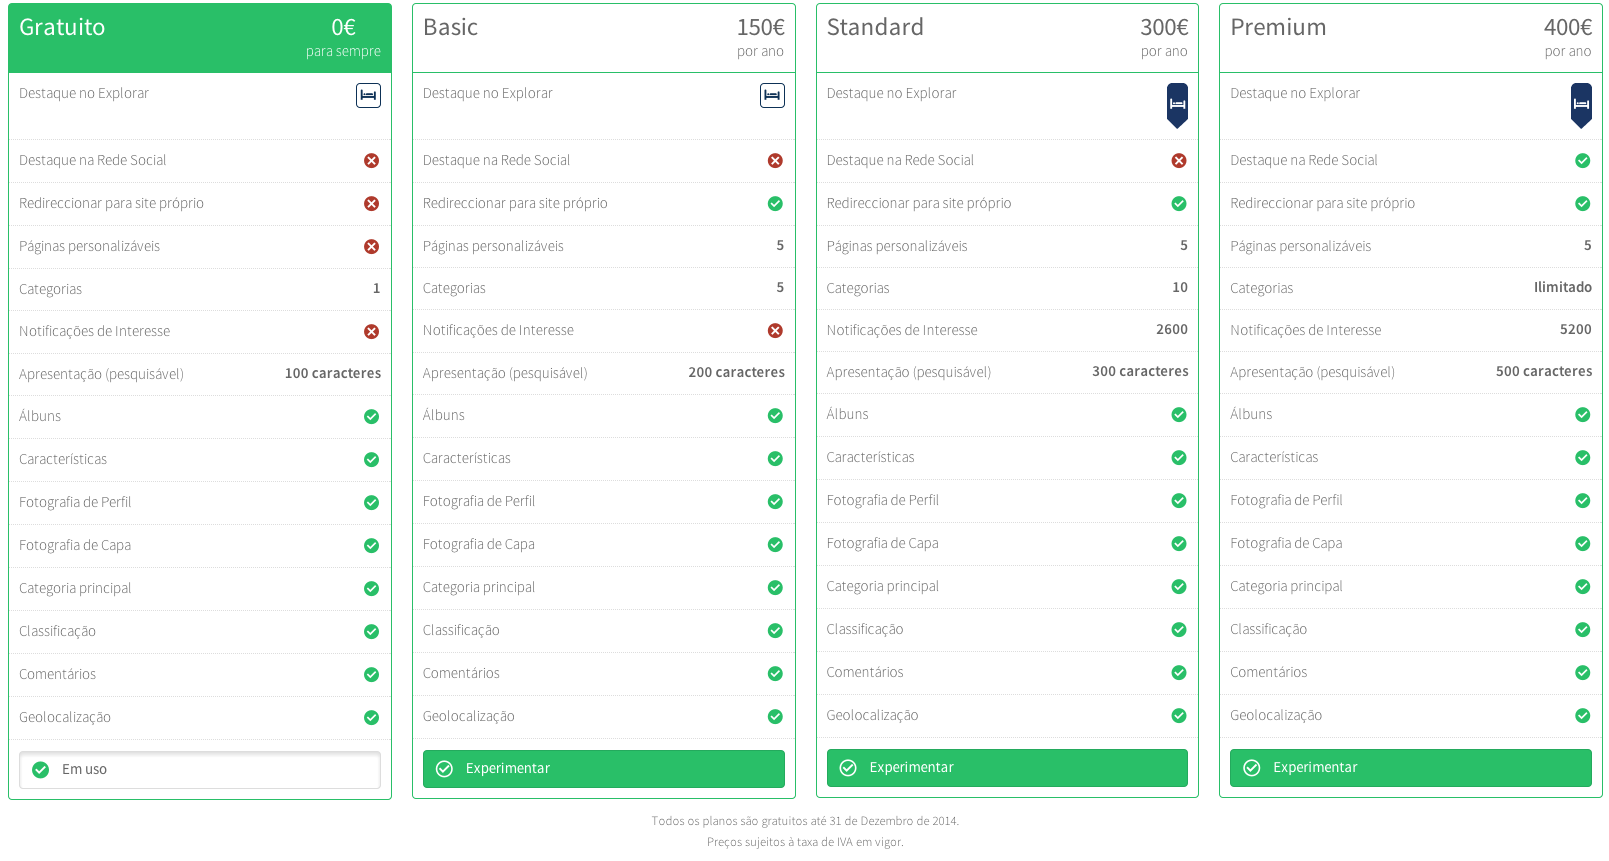 Gratuito
0€
para sempre
Destaque no Explorar
Destaque na Rede Social
Redireccionar para site próprio
Páginas personalizáveis
Categorias 1
Notificações de Interesse
Apresentação (pesquisável) 100 caracteres
Álbuns
Características
Fotografia de Perfil
Fotografia de Capa
Categoria principal
Classificação
Comentários
Geolocalização
Em uso
Basic
150€
por ano
Destaque no Explorar
Destaque na Rede Social
Redireccionar para site próprio
Páginas personalizáveis 5
Categorias 5
Notificações de Interesse
Apresentação (pesquisável) 200 caracteres
Álbuns
Características
Fotografia de Perfil
Fotografia de Capa
Categoria principal
Classificação
Comentários
Geolocalização
Experimentar
Standard
300€
por ano
Destaque no Explorar
Destaque na Rede Social
Redireccionar para site próprio
Páginas personalizáveis 5
Categorias 10
Notificações de Interesse 2600
Apresentação (pesquisável) 300 caracteres
Álbuns
Características
Fotografia de Perfil
Fotografia de Capa
Categoria principal
Classificação
Comentários
Geolocalização
Experimentar
Premium
400€
por ano
Destaque no Explorar
Destaque na Rede Social
Redireccionar para site próprio
Páginas personalizáveis 5
Categorias Ilimitado
Notificações de Interesse 5200
Apresentação (pesquisável) 500 caracteres
Álbuns
Características
Fotografia de Perfil
Fotografia de Capa
Categoria principal
Classificação
Comentários
Geolocalização
Experimentar
Todos os planos são gratuitos até 31 de Dezembro de 2014.
Preços sujeitos à taxa de IVA em vigor.